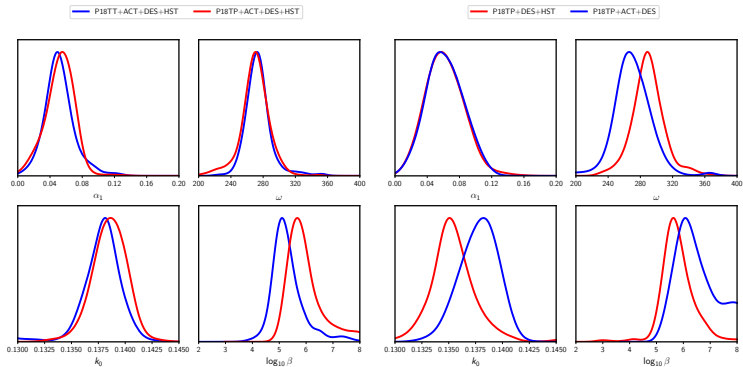 P18TT+ACT+DES+HST P18TP+ACT+DES+HST
P18TP+DES+HST P18TP+ACT+DES
0.00 0.04 0.08 0.12 0.16 0.20
α₁
200 240 280 320 360 400
ω
0.00 0.04 0.08 0.12 0.16 0.20
α₁
200 240 280 320 360 400
ω
0.1300 0.1325 0.1350 0.1375 0.1400 0.1425 0.1450
k₀
2 3 4 5 6 7 8
log₁₀ β
0.1300 0.1325 0.1350 0.1375 0.1400 0.1425 0.1450
k₀
2 3 4 5 6 7 8
log₁₀ β